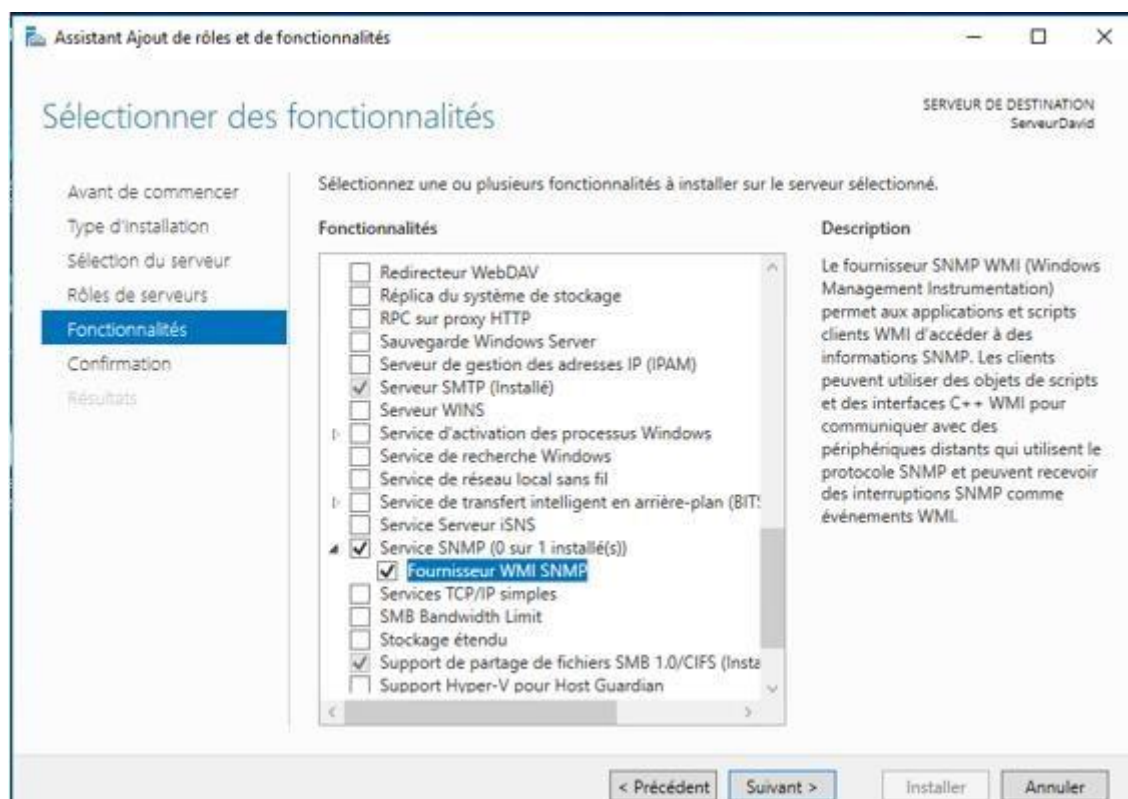 Assistant Ajout de rôles et de fonctionnalités
Sélectionner des fonctionnalités
SERVEUR DE DESTINATION
ServeurDavid
Avant de commencer
Type d'installation
Sélection du serveur
Rôles de serveurs
Fonctionnalités
Confirmation
Résultats
Sélectionnez une ou plusieurs fonctionnalités à installer sur le serveur sélectionné.
Fonctionnalités
Redirecteur WebDAV
Réplica du système de stockage
RPC sur proxy HTTP
Sauvegarde Windows Server
Serveur de gestion des adresses IP (IPAM)
Serveur SMTP (Installé)
Serveur WINS
Service d'activation des processus Windows
Service de recherche Windows
Service de réseau local sans fil
Service de transfert intelligent en arrière-plan (BITS
Service Serveur iSNS
Service SNMP (0 sur 1 installé(s))
Fournisseur WMI SNMP
Services TCP/IP simples
SMB Bandwidth Limit
Stockage étendu
Support de partage de fichiers SMB 1.0/CIFS (Insta
Support Hyper-V pour Host Guardian
Description
Le fournisseur SNMP WMI (Windows
Management Instrumentation)
permet aux applications et scripts
clients WMI d'accéder à des
informations SNMP. Les clients
peuvent utiliser des objets de scripts
et des interfaces C++ WMI pour
communiquer avec des
périphériques distants qui utilisent le
protocole SNMP et peuvent recevoir
des interruptions SNMP comme
événements WMI.
< Précédent
Suivant >
Installer
Annuler